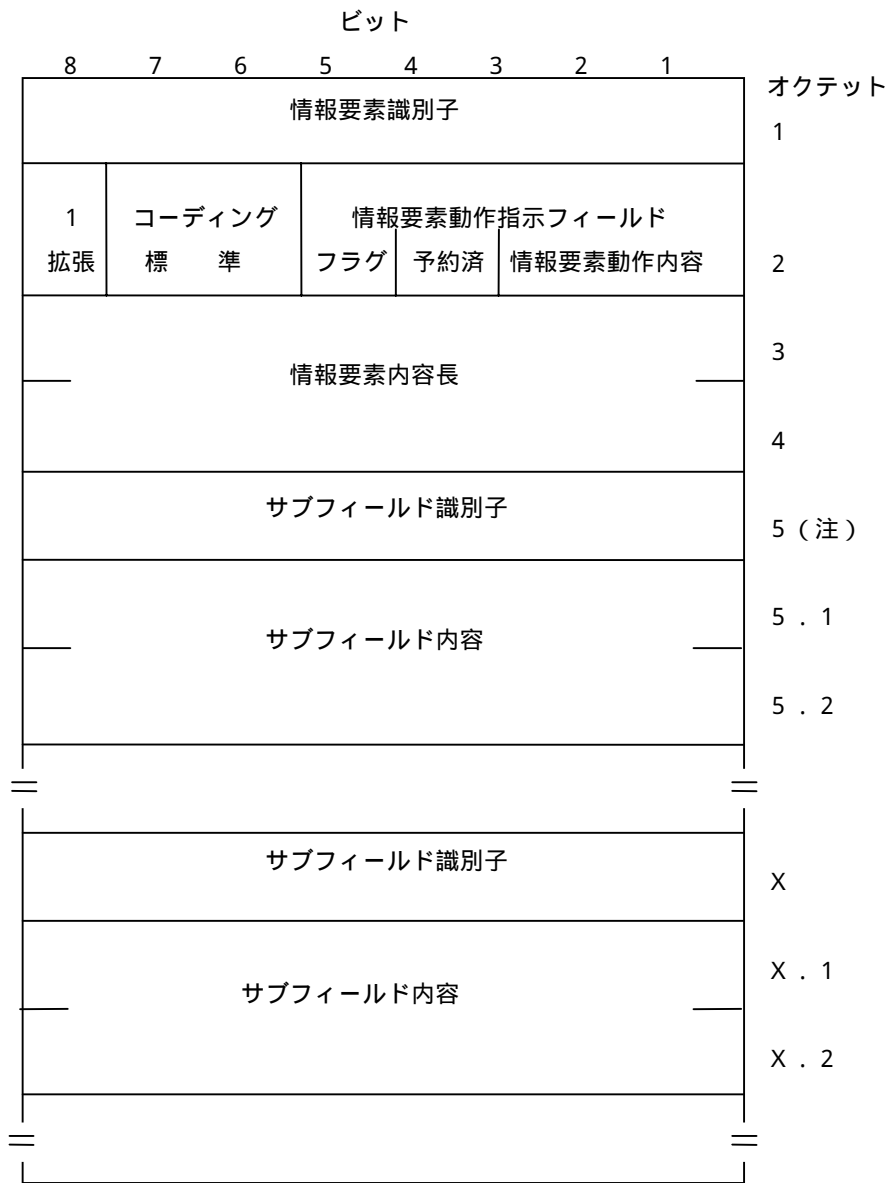 ビット
8 7 6 5 4 3 2 1
オクテット
情報要素識別子
1
1 コーディング 情報要素動作指示フィールド
拡張 標 準 フラグ 予約済 情報要素動作内容 2
3
情報要素内容長
4
サブフィールド識別子
5(注)
5.1
サブフィールド内容
5.2
サブフィールド識別子
X
X.1
サブフィールド内容
X.2